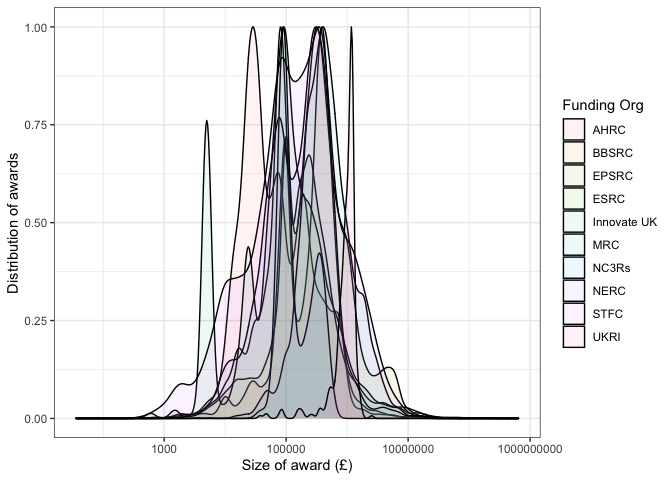 1.00
0.75
0.50
0.25
0.00
Distribution of awards
1000
100000
10000000
1000000000
Size of award (£)
Funding Org
AHRC
BBSRC
EPSRC
ESRC
Innovate UK
MRC
NC3Rs
NERC
STFC
UKRI